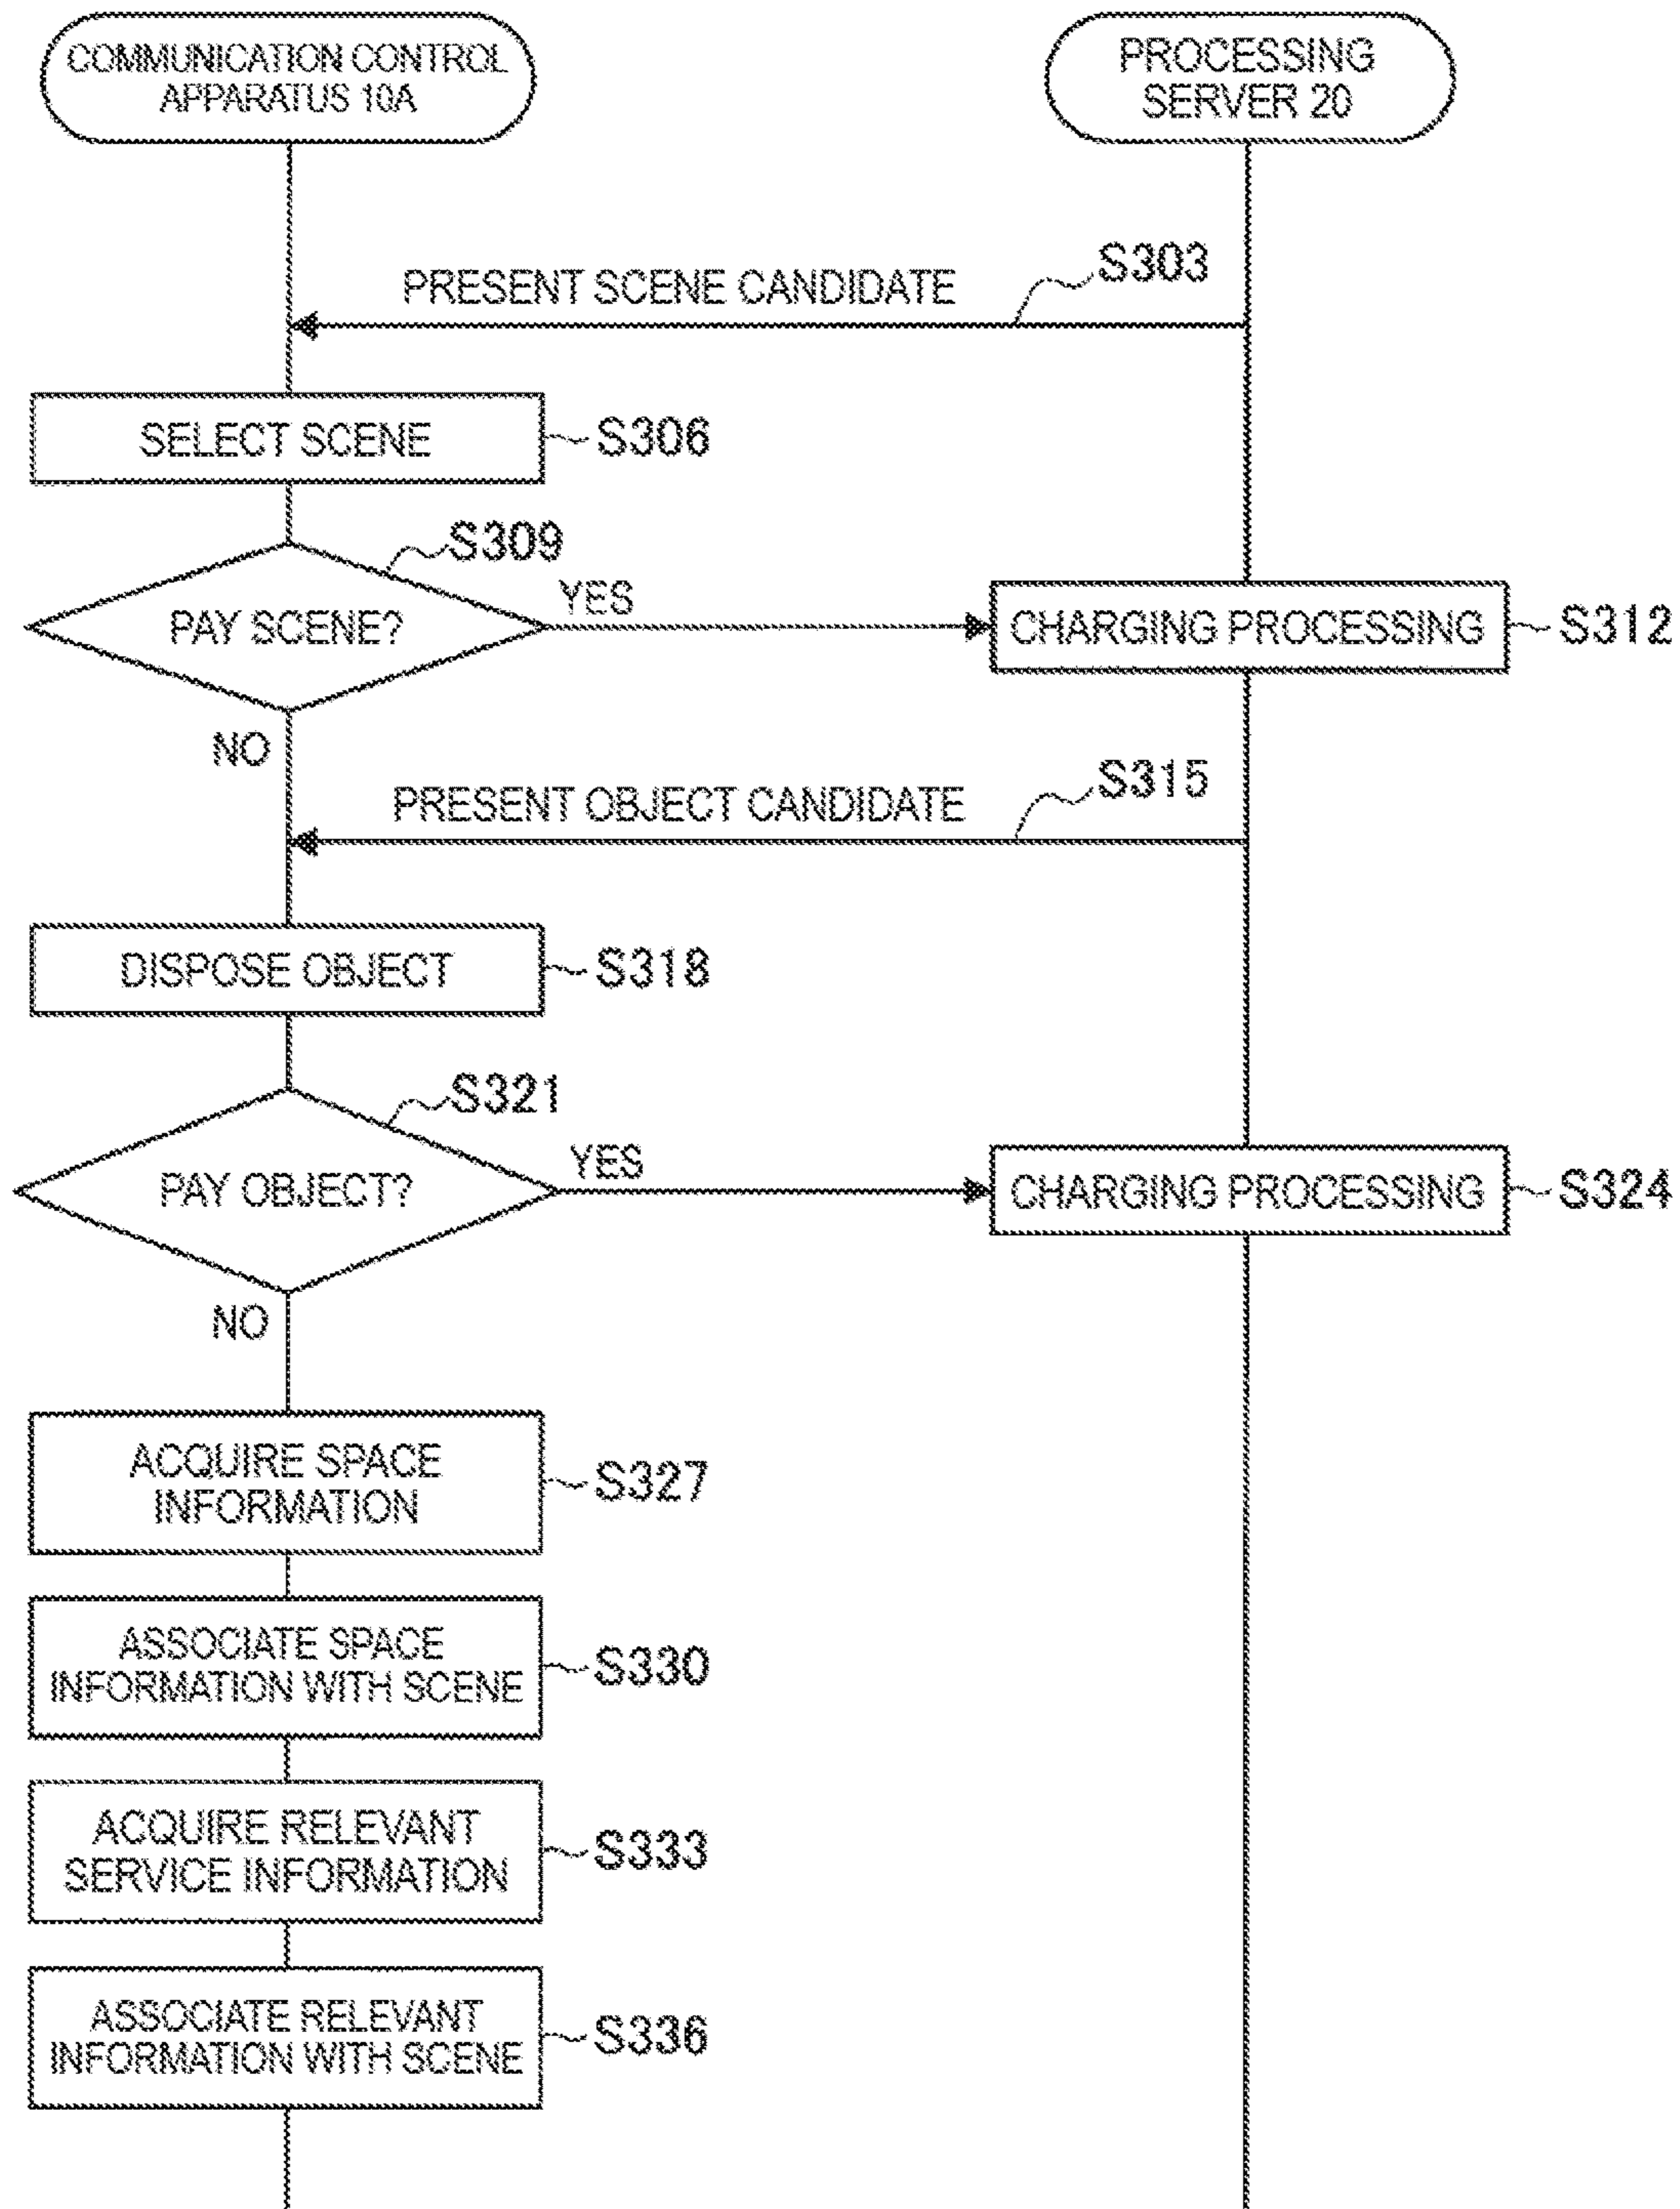 COMMUNICATION CONTROL
APPARATUS 10A
PROCESSING
SERVER 20
PRESENT SCENE CANDIDATE
S303
SELECT SCENE
S306
S309
PAY SCENE?
YES
CHARGING PROCESSING
S312
NO
PRESENT OBJECT CANDIDATE
S315
DISPOSE OBJECT
S318
S321
PAY OBJECT?
YES
CHARGING PROCESSING
S324
NO
ACQUIRE SPACE
INFORMATION
S327
ASSOCIATE SPACE
INFORMATION WITH SCENE
S330
ACQUIRE RELEVANT
SERVICE INFORMATION
S333
ASSOCIATE RELEVANT
INFORMATION WITH SCENE
S336